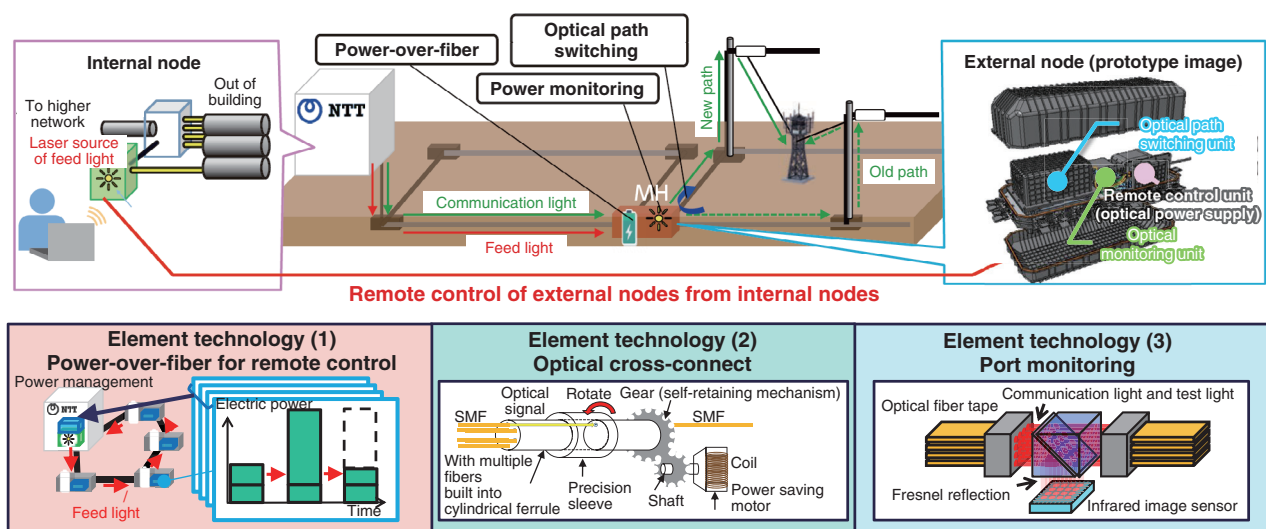 Internal node
To higher
network
Out of
building
Laser source
of feed light
Power-over-fiber
Optical path
switching
Power monitoring
NTT
MH
Communication light
Feed light
New path
Old path
External node (prototype image)
Optical path
switching unit
Remote control unit
(optical power supply)
Optical
monitoring unit
Remote control of external nodes from internal nodes
Element technology (1)
Power-over-fiber for remote control
Power management
NTT
Electric power
Time
Feed light
Element technology (2)
Optical cross-connect
Optical
signal
Rotate
Gear (self-retaining mechanism)
SMF
SMF
With multiple
fibers
built into
cylindrical ferrule
Precision
sleeve
Shaft
Coil
Power saving
motor
Element technology (3)
Port monitoring
Communication light and test light
Optical fiber tape
Fresnel reflection
Infrared image sensor